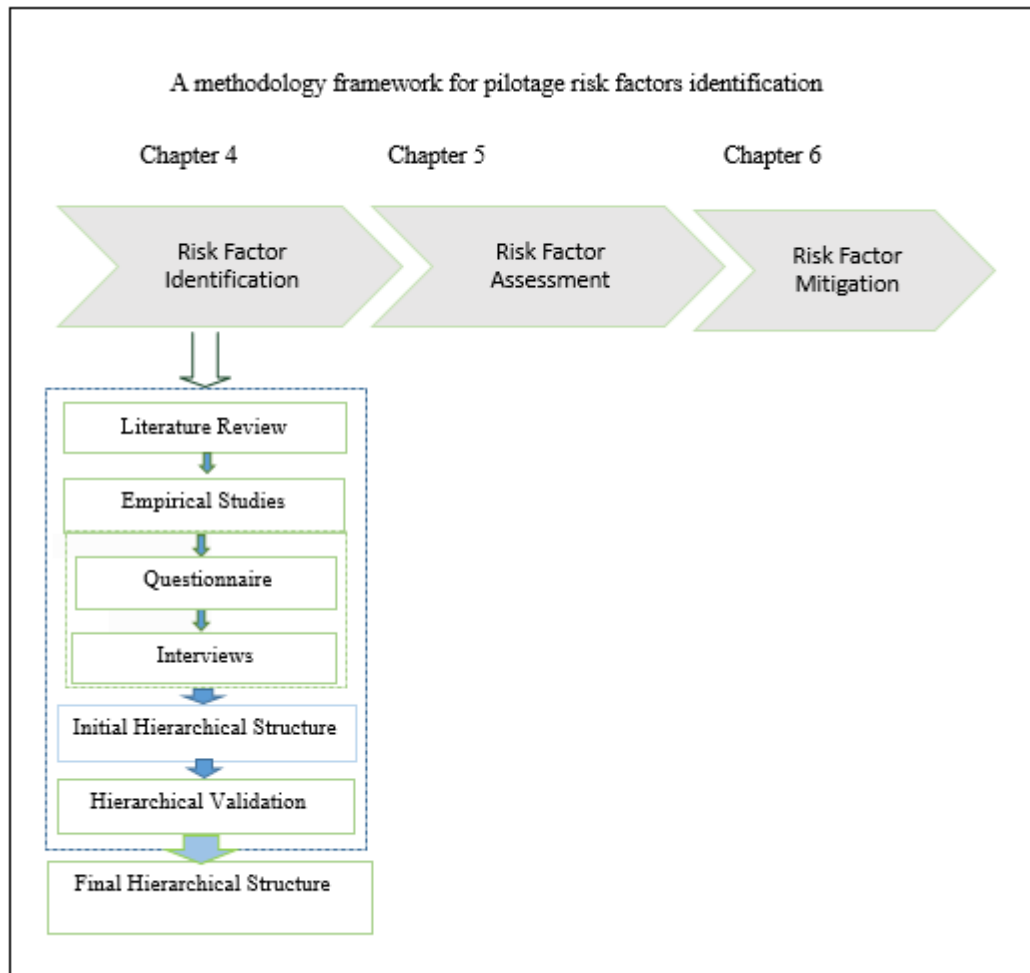 A methodology framework for pilotage risk factors identification
Chapter 4
Chapter 5
Chapter 6
Risk Factor
Identification
Risk Factor
Assessment
Risk Factor
Mitigation
Literature Review
Empirical Studies
Questionnaire
Interviews
Initial Hierarchical Structure
Hierarchical Validation
Final Hierarchical Structure